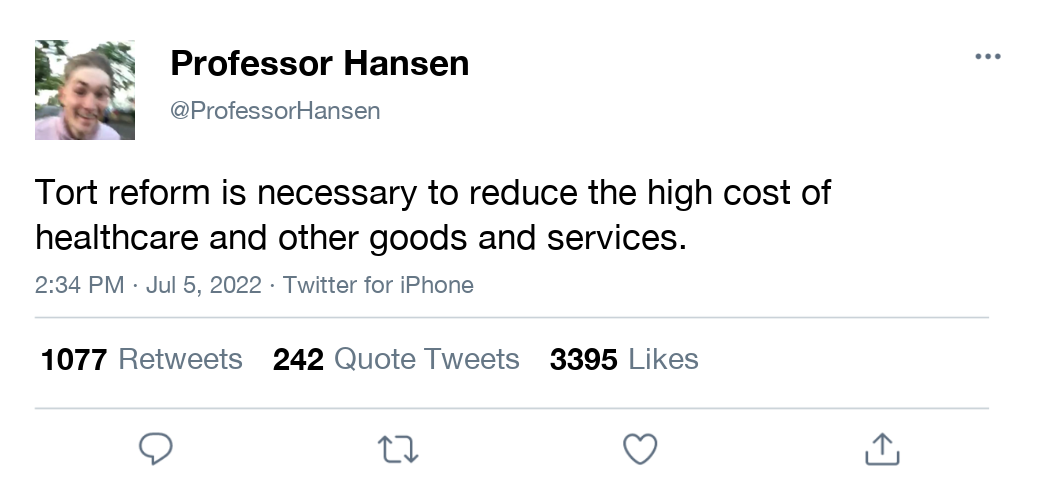 Professor Hansen
@ProfessorHansen
Tort reform is necessary to reduce the high cost of
healthcare and other goods and services.
2:34 PM · Jul 5, 2022 · Twitter for iPhone
1077 Retweets 242 Quote Tweets 3395 Likes